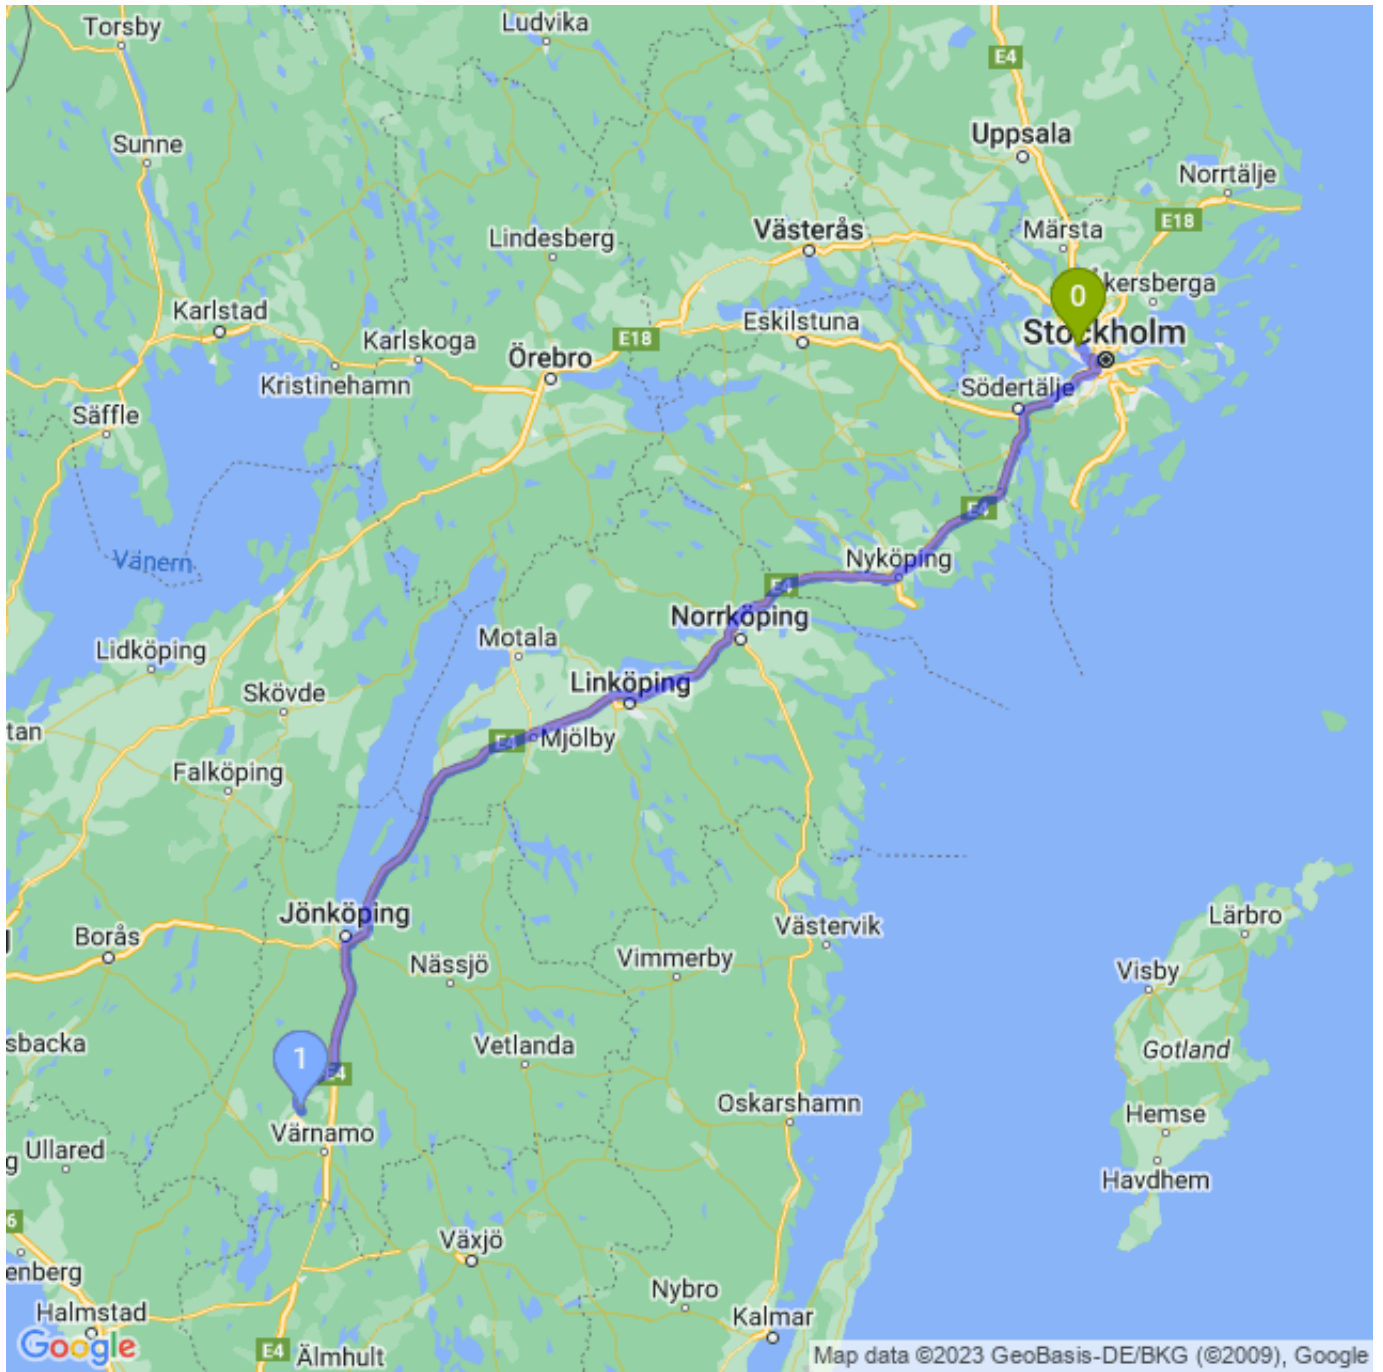 Torsby
Ludvika
E4
Uppsala
Sunne
Norrtälje
E18
Västerås
Märsta
Lindesberg
0
kersberga
Karlstad
Eskilstuna
Stockholm
E18
Karlskoga
Örebro
Kristinehamn
Södertälje
Säffle
E4
Vänern
Nyköping
E4
Norrköping
Motala
Lidköping
Linköping
Skövde
tan
E4
Mjölby
Falköping
Jönköping
Lärbro
Borås
Västervik
Nässjö
Vimmerby
Visby
sbacka
Vetlanda
Gotland
1
E4
Oskarshamn
Hemse
Värnamo
Ullared
g
Havdhem
6
Växjö
enberg
Nybro
Halmstad
Kalmar
Google
E4
Älmhult
Map data ©2023 GeoBasis-DE/BKG (©2009), Google